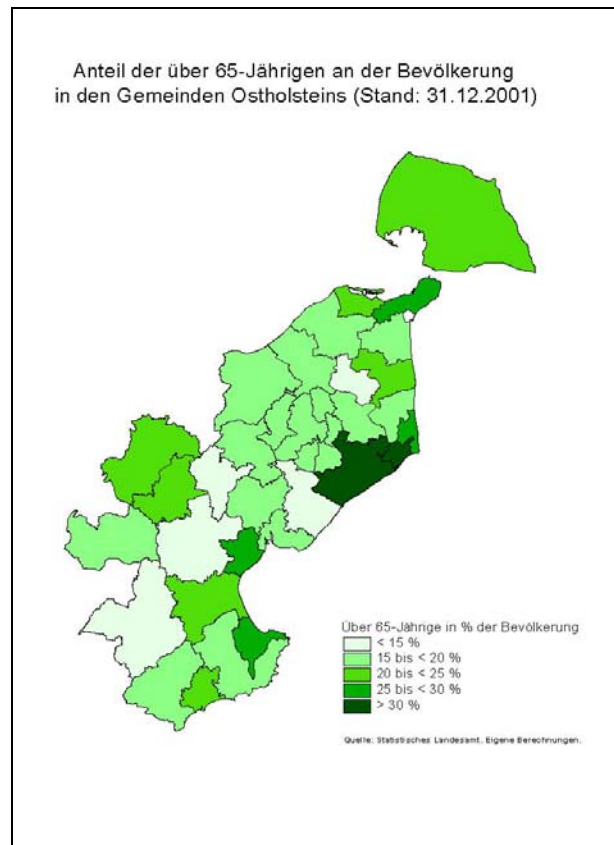 Anteil der über 65-Jährigen an der Bevölkerung
in den Gemeinden Ostholsteins (Stand: 31.12.2001)
Über 65-Jährige in % der Bevölkerung
< 15 %
15 bis < 20 %
20 bis < 25 %
25 bis < 30 %
> 30 %
Quelle: Statistisches Landesamt. Eigene Berechnungen.